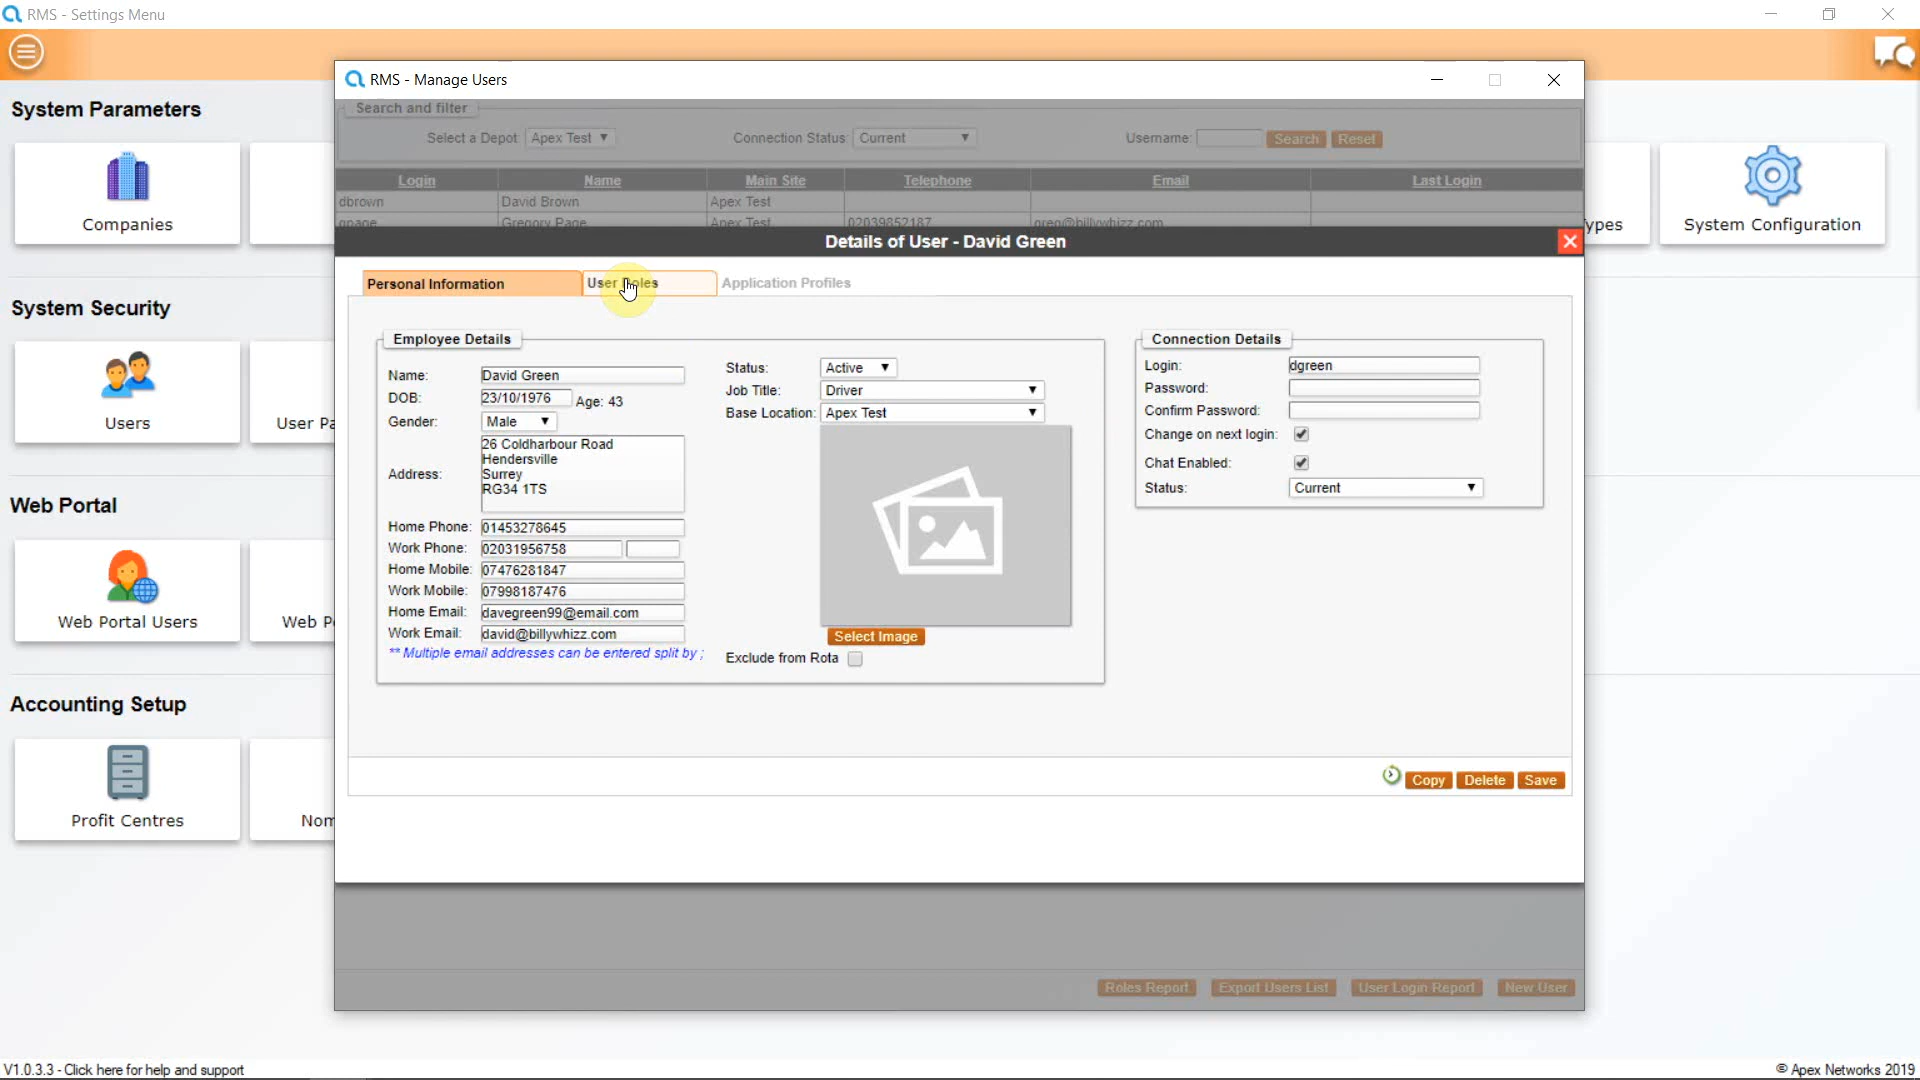 RMS - Settings Menu
RMS - Manage Users
System Parameters
Companies
ypes
System Configuration
System Security
Users
User Pa
Web Portal
Web Portal Users
Web P
Accounting Setup
Profit Centres
Nom
Search and filter
Select a Depot Apex Test Connection Status Current Username: Search Reset
Login Name Main Site Telephone Email Last Login
dbrown David Brown Apex Test
gpage Gregory Page Apex Test 02039852187 greg@billywhizz.com
Details of User - David Green
Personal Information User Roles Application Profiles
Employee Details
Name: David Green
DOB: 23/10/1976 Age: 43
Gender: Male
Address: 26 Coldharbour Road
Hendersville
Surrey
RG34 1TS
Home Phone: 01453278645
Work Phone: 02031956758
Home Mobile: 07476281847
Work Mobile: 07998187476
Home Email: davegreen99@email.com
Work Email: david@billywhizz.com
** Multiple email addresses can be entered split by ;
Status: Active
Job Title: Driver
Base Location: Apex Test
Select Image
Exclude from Rota
Connection Details
Login: dgreen
Password:
Confirm Password:
Change on next login:
Chat Enabled:
Status: Current
Copy Delete Save
Roles Report Export Users List User Login Report New User
V1.0.3.3 - Click here for help and support
© Apex Networks 2019